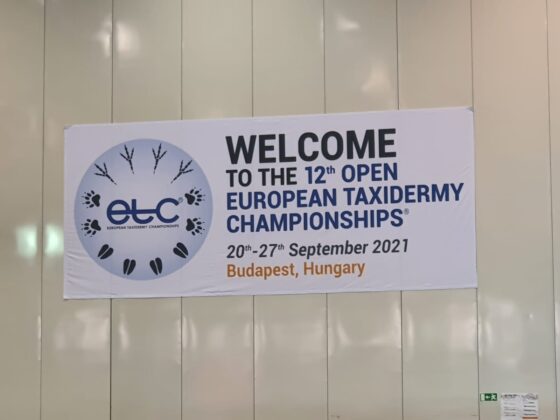 WELCOME
TO THE 12th OPEN
EUROPEAN TAXIDERMY
CHAMPIONSHIPS®
20th-27th September 2021
Budapest, Hungary
etc®
EUROPEAN TAXIDERMY CHAMPIONSHIPS